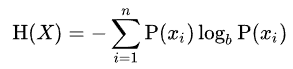 H(X) = − ∑_{i=1}^{n} P(x_i) log_b P(x_i)